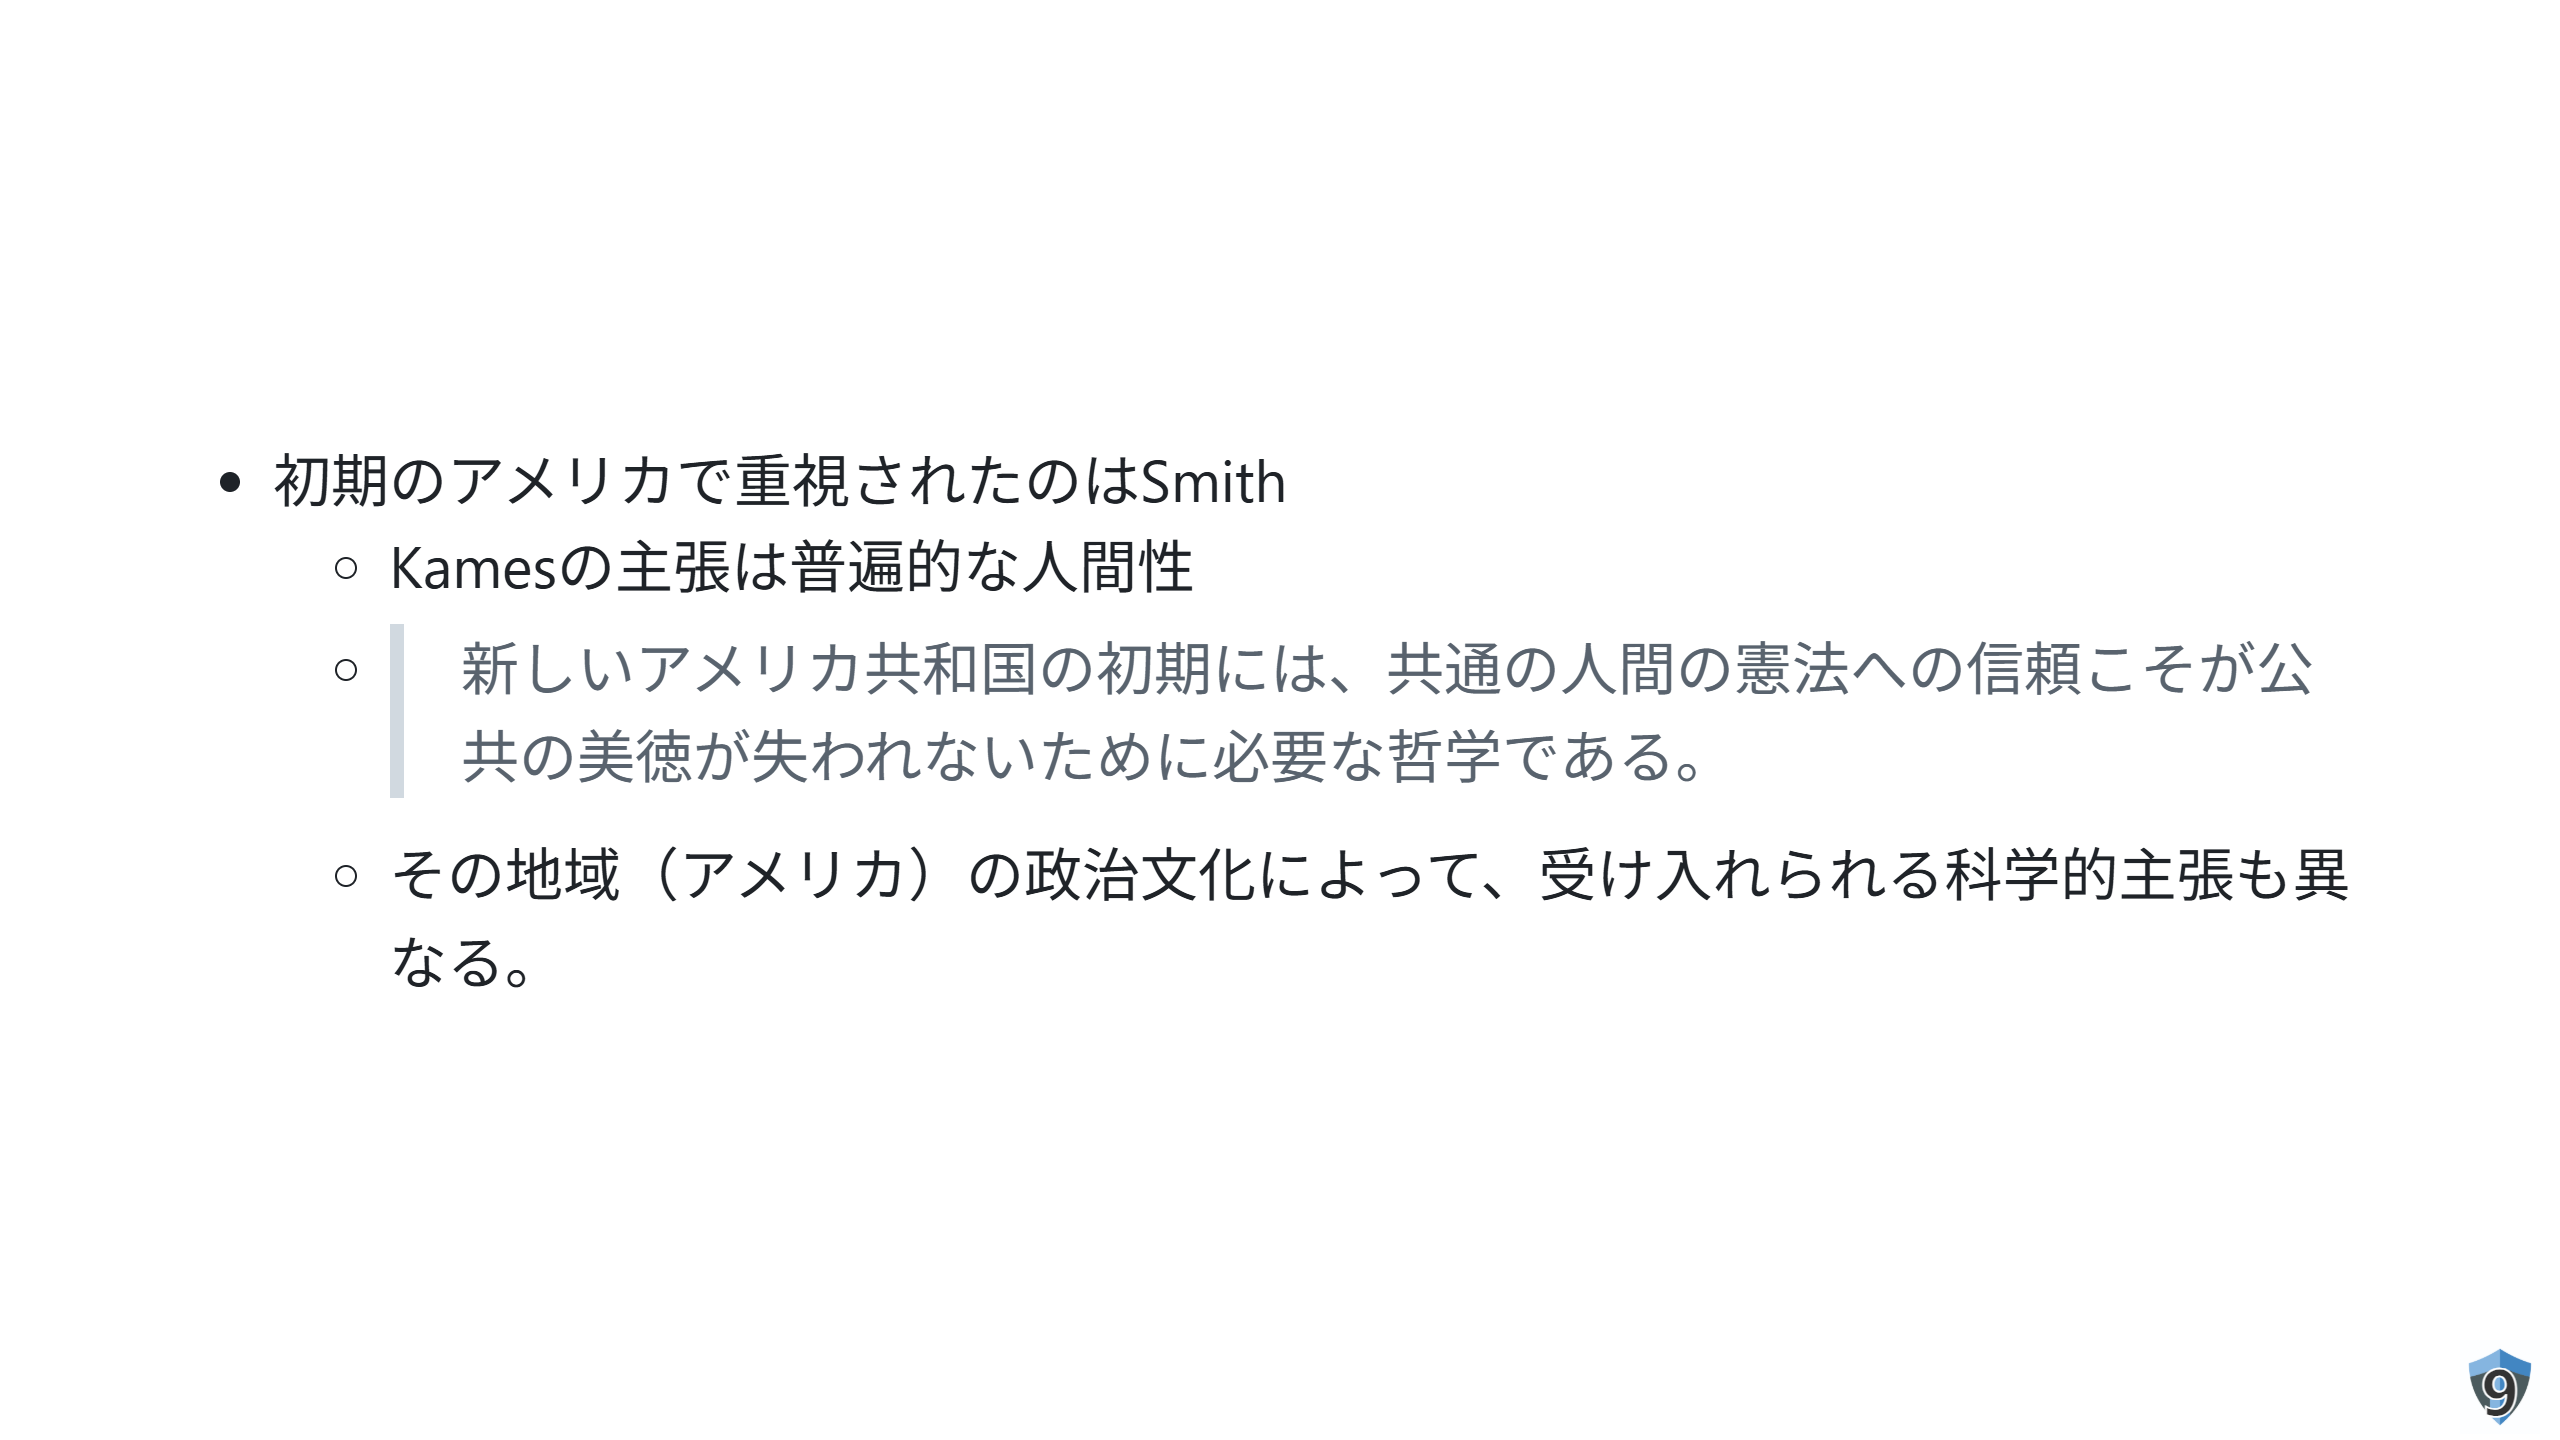 初期のアメリカで重視されたのはSmith
Kamesの主張は普遍的な人間性
新しいアメリカ共和国の初期には、共通の人間の憲法への信頼こそが公
共の美徳が失われないために必要な哲学である。
その地域（アメリカ）の政治文化によって、受け入れられる科学的主張も異
なる。
9